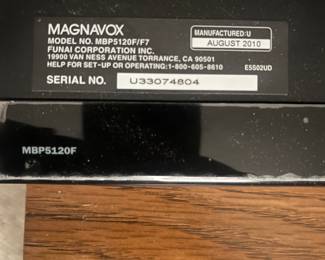 MAGNAVOX
MODEL NO. MBP5120F/F7
FUNAI CORPORATION INC.
19900 VAN NESS AVENUE TORRANCE, CA 90501
HELP FOR SET-UP OR OPERATING:1-800-605-8610
MANUFACTURED:U
AUGUST 2010
E5S02UD
SERIAL NO. U33074804
MBP5120F